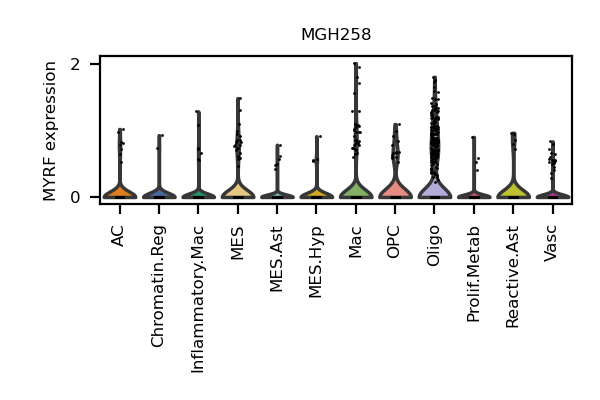 MGH258
MYRF expression
2
0
AC
Chromatin.Reg
Inflammatory.Mac
MES
MES.Ast
MES.Hyp
Mac
OPC
Oligo
Prolif.Metab
Reactive.Ast
Vasc